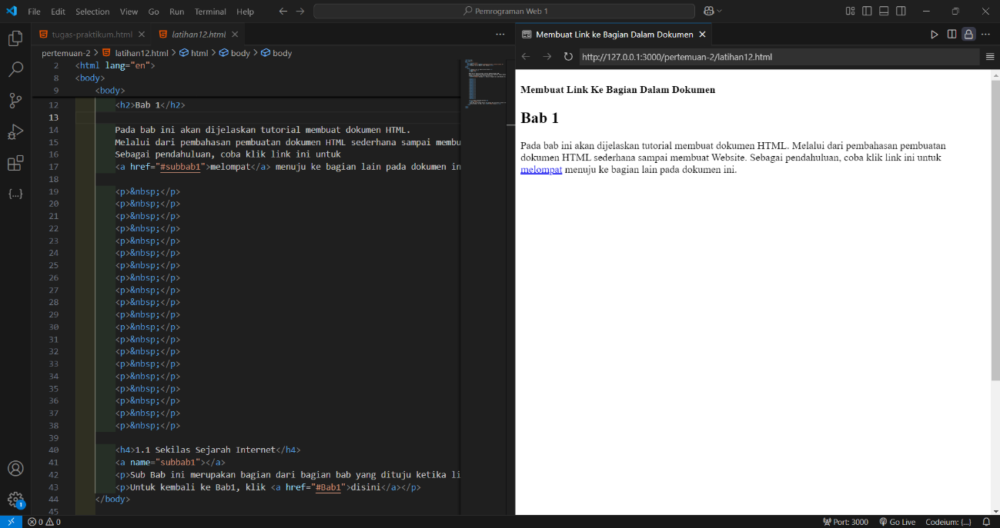 File Edit Selection View Go Run Terminal Help
Pemrograman Web 1
tugas-praktikum.html
latihan12.html
pertemuan-2 > latihan12.html > html > body > body
2 <html lang="en">
8 <body>
9 <body>
12 <h2>Bab 1</h2>
13
14 Pada bab ini akan dijelaskan tutorial membuat dokumen HTML.
15 Melalui dari pembahasan pembuatan dokumen HTML sederhana sampai membu
16 Sebagai pendahuluan, coba klik link ini untuk
17 <a href="#subbab1">melompat</a> menuju ke bagian lain pada dokumen in
18
19 <p>&nbsp;</p>
20 <p>&nbsp;</p>
21 <p>&nbsp;</p>
22 <p>&nbsp;</p>
23 <p>&nbsp;</p>
24 <p>&nbsp;</p>
25 <p>&nbsp;</p>
26 <p>&nbsp;</p>
27 <p>&nbsp;</p>
28 <p>&nbsp;</p>
29 <p>&nbsp;</p>
30 <p>&nbsp;</p>
31 <p>&nbsp;</p>
32 <p>&nbsp;</p>
33 <p>&nbsp;</p>
34 <p>&nbsp;</p>
35 <p>&nbsp;</p>
36 <p>&nbsp;</p>
37 <p>&nbsp;</p>
38 <p>&nbsp;</p>
39
40 <h4>1.1 Sekilas Sejarah Internet</h4>
41 <a name="subbab1"></a>
42 <p>Sub Bab ini merupakan bagian dari bagian bab yang dituju ketika li
43 <p>Untuk kembali ke Bab1, klik <a href="#Bab1">disini</a></p>
44 </body>
45
Membuat Link ke Bagian Dalam Dokumen
http://127.0.0.1:3000/pertemuan-2/latihan12.html
Membuat Link Ke Bagian Dalam Dokumen
Bab 1
Pada bab ini akan dijelaskan tutorial membuat dokumen HTML. Melalui dari pembahasan pembuatan
dokumen HTML sederhana sampai membuat Website. Sebagai pendahuluan, coba klik link ini untuk
melompat menuju ke bagian lain pada dokumen ini.
1
0 0
Port: 3000
Go Live
Codeium: {...}